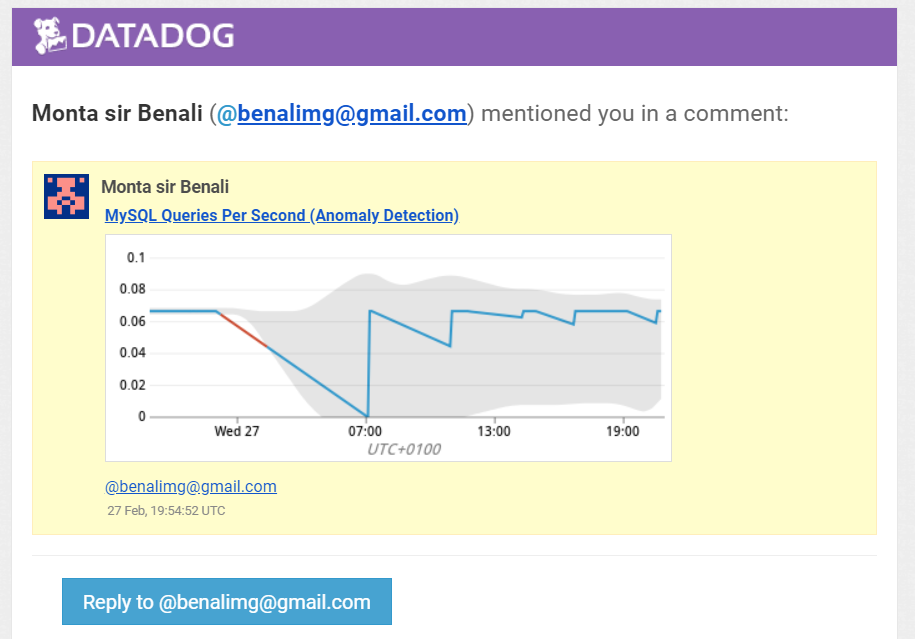 DATADOG
Monta sir Benali (@benalimg@gmail.com) mentioned you in a comment:
Monta sir Benali
MySQL Queries Per Second (Anomaly Detection)
0.1
0.08
0.06
0.04
0.02
0
Wed 27 07:00 13:00 19:00
UTC+0100
@benalimg@gmail.com
27 Feb, 19:54:52 UTC
Reply to @benalimg@gmail.com